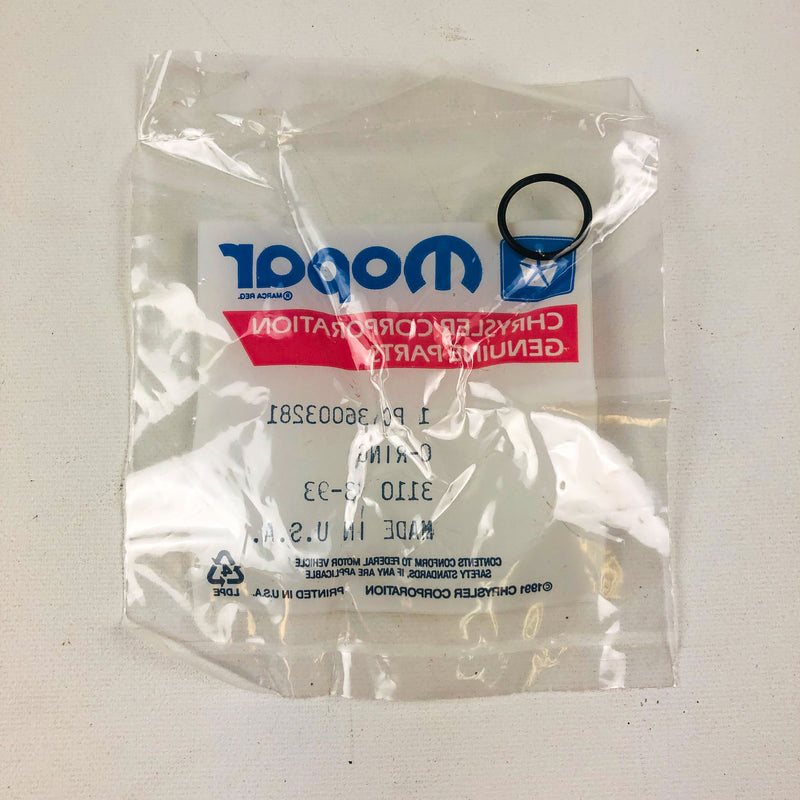 Mopar
® MARCA REG.
CHRYSLER CORPORATION
GENUINE PARTS
1 PC 36003281
O-RING
3110 3-93
MADE IN U.S.A.
CONTENTS CONFORM TO FEDERAL MOTOR VEHICLE
SAFETY STANDARDS, IF ANY ARE APPLICABLE
©1991 CHRYSLER CORPORATION PRINTED IN U.S.A.
4
LDPE